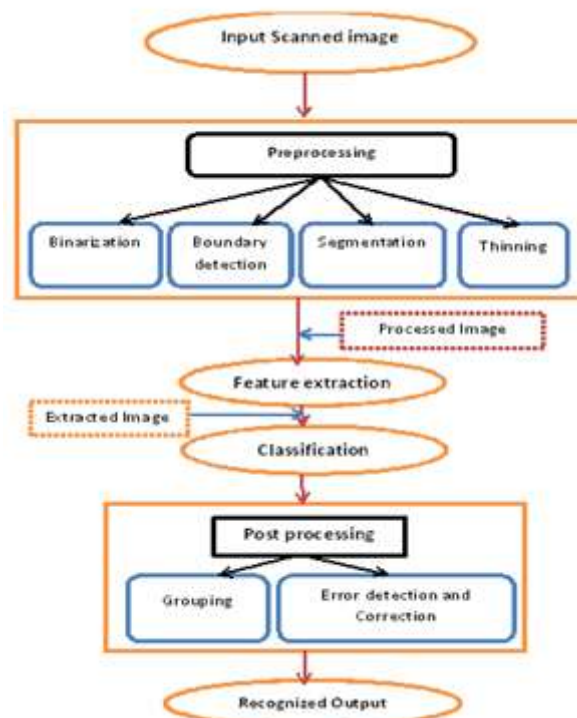 Input Scanned image
Preprocessing
Binarization
Boundary
detection
Segmentation
Thinning
Processed Image
Feature extraction
Extracted Image
Classification
Post processing
Grouping
Error detection and
Correction
Recognized Output